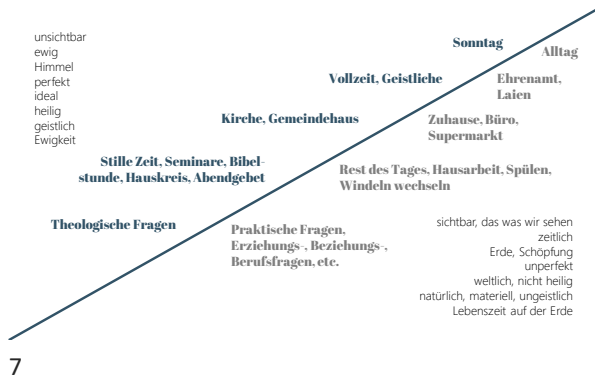 unsichtbar
ewig
Himmel
perfekt
ideal
heilig
geistlich
Ewigkeit
Sonntag
Alltag
Vollzeit, Geistliche
Ehrenamt,
Laien
Kirche, Gemeindehaus
Zuhause, Büro,
Supermarkt
Stille Zeit, Seminare, Bibel-
stunde, Hauskreis, Abendgebet
Rest des Tages, Hausarbeit, Spülen,
Windeln wechseln
Theologische Fragen
Praktische Fragen,
Erziehungs-, Beziehungs-,
Berufsfragen, etc.
sichtbar, das was wir sehen
zeitlich
Erde, Schöpfung
unperfekt
weltlich, nicht heilig
natürlich, materiell, ungeistlich
Lebenszeit auf der Erde
7